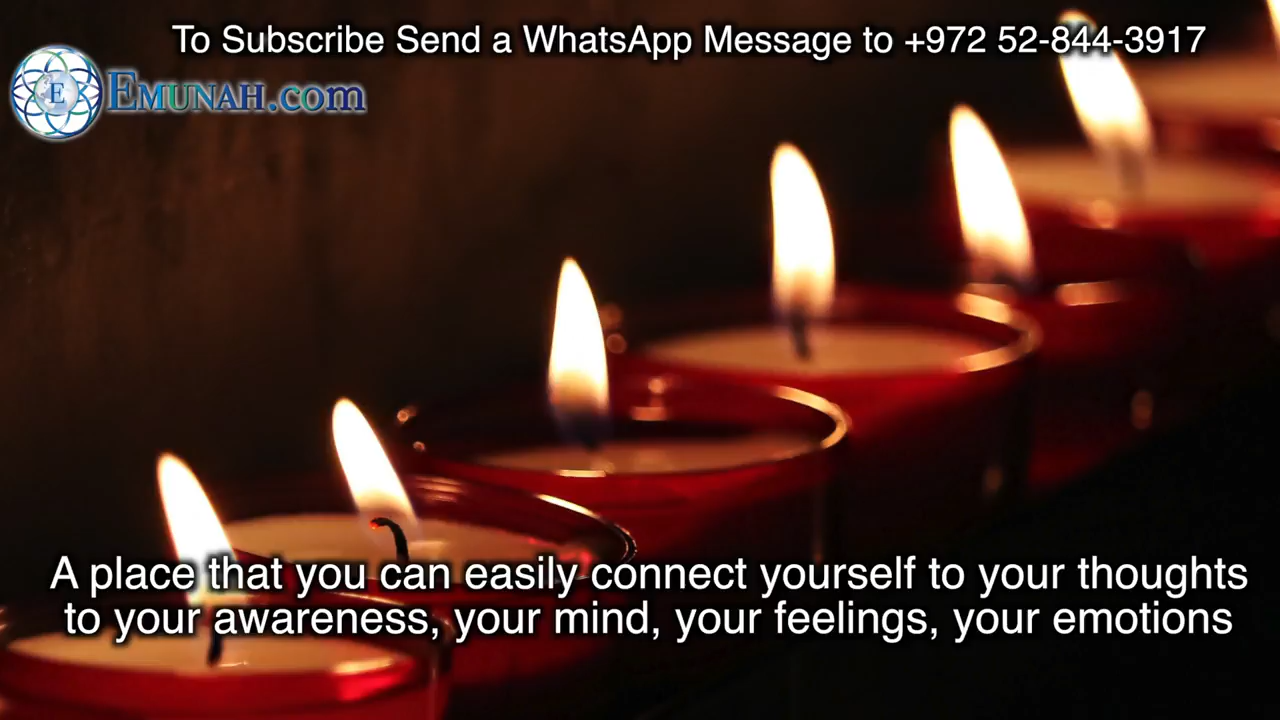 To Subscribe Send a WhatsApp Message to +972 52-844-3917
E EMUNAH.com
A place that you can easily connect yourself to your thoughts
to your awareness, your mind, your feelings, your emotions